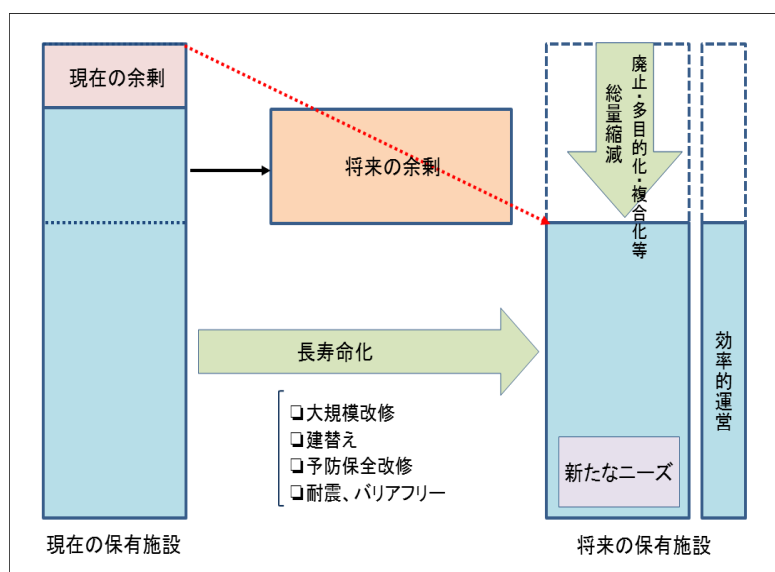 現在の余剰
将来の余剰
廃止・多目的化・複合化等
総量縮減
長寿命化
❏大規模改修
❏建替え
❏予防保全改修
❏耐震、バリアフリー
新たなニーズ
効率的運営
現在の保有施設
将来の保有施設